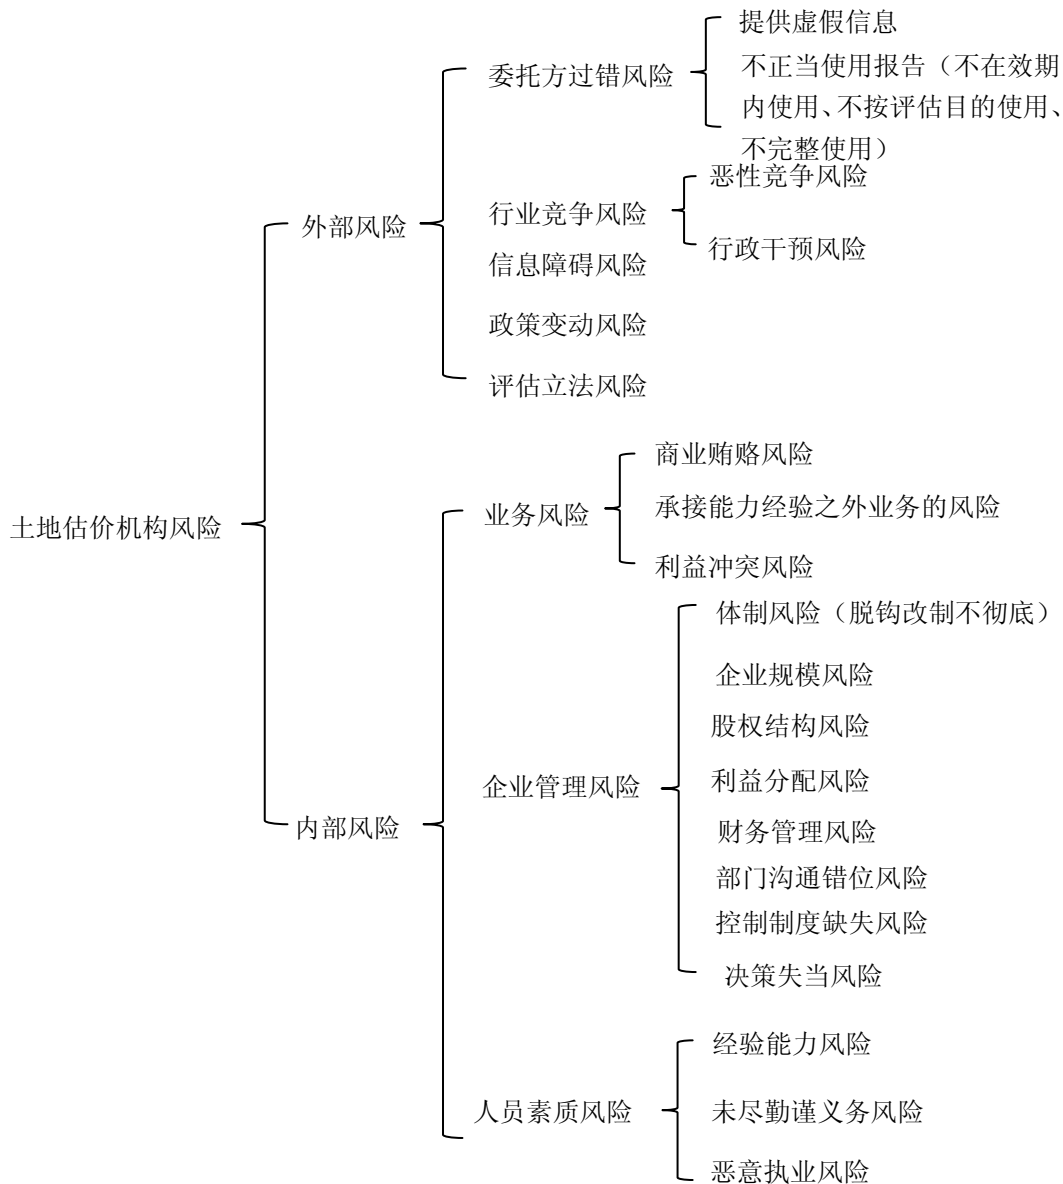 提供虚假信息
委托方过错风险
不正当使用报告（不在效期
内使用、不按评估目的使用、
不完整使用）
恶性竞争风险
行业竞争风险
外部风险
行政干预风险
信息障碍风险
政策变动风险
评估立法风险
商业贿赂风险
业务风险
承接能力经验之外业务的风险
土地估价机构风险
利益冲突风险
体制风险（脱钩改制不彻底）
企业规模风险
股权结构风险
企业管理风险
利益分配风险
内部风险
财务管理风险
部门沟通错位风险
控制制度缺失风险
决策失当风险
经验能力风险
人员素质风险
未尽勤谨义务风险
恶意执业风险